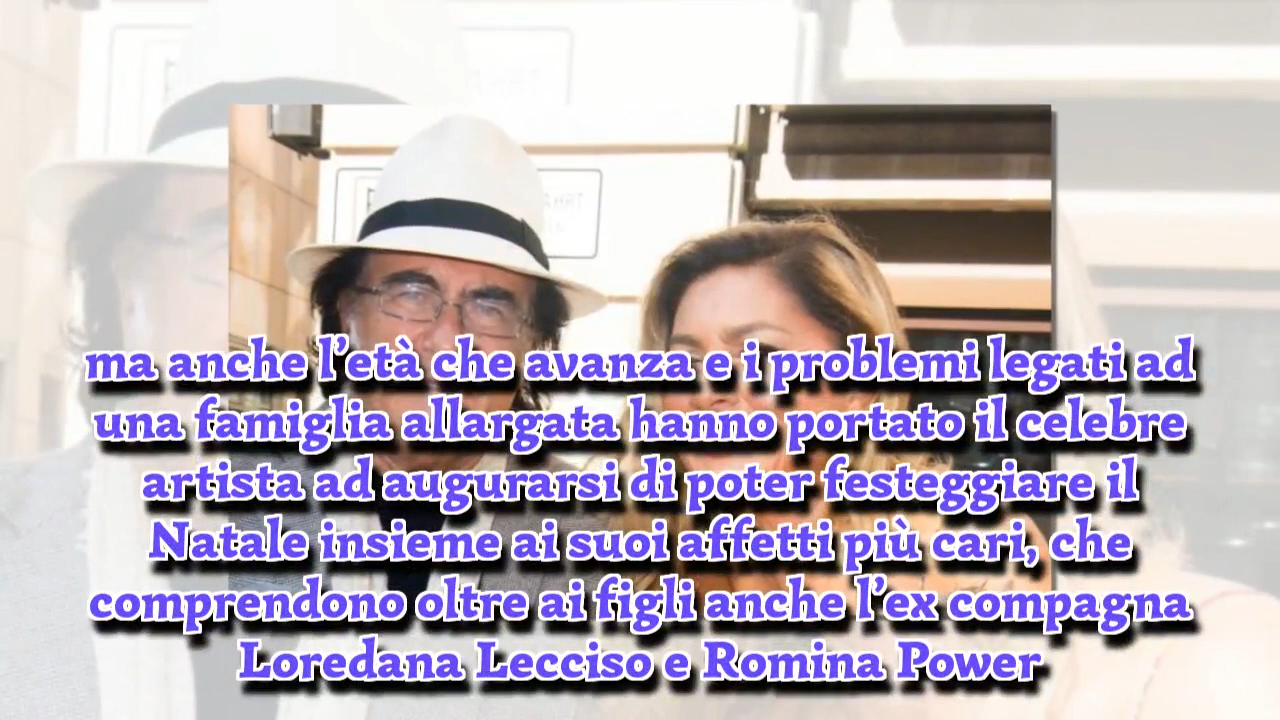 ma anche l'età che avanza e i problemi legati ad
una famiglia allargata hanno portato il celebre
artista ad augurarsi di poter festeggiare il
Natale insieme ai suoi affetti più cari, che
comprendono oltre ai figli anche l'ex compagna
Loredana Lecciso e Romina Power